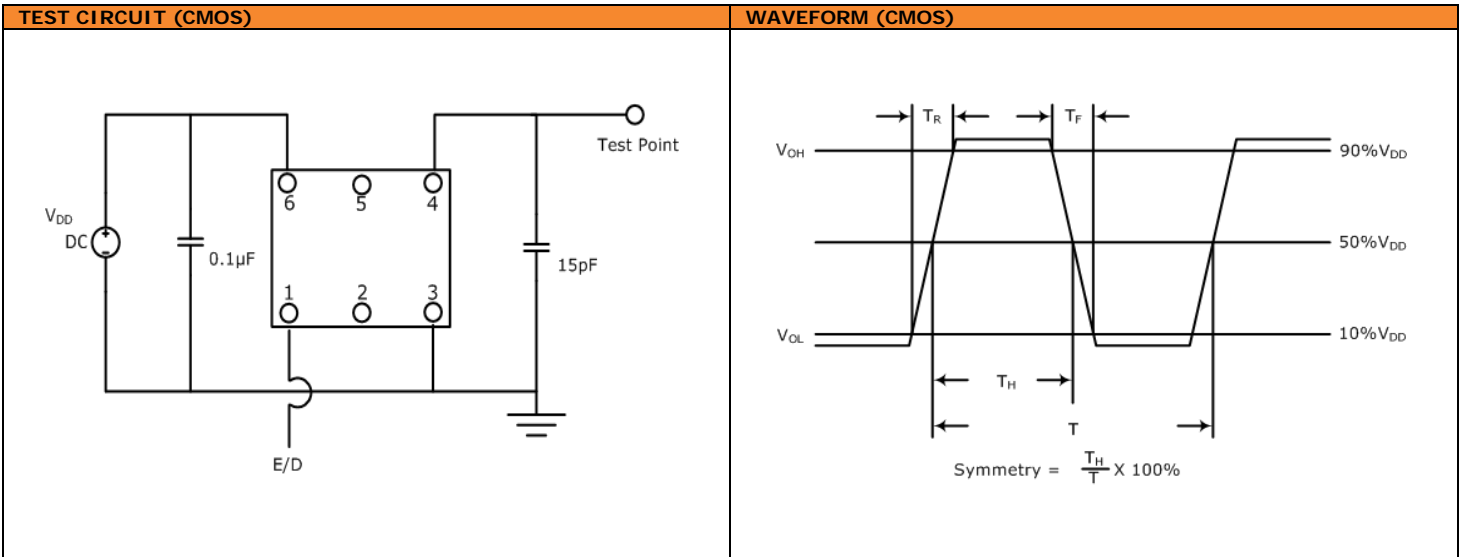 TEST CIRCUIT (CMOS)
Test Point
6 5 4
VDD
DC
+
-
0.1µF
15pF
1 2 3
E/D
WAVEFORM (CMOS)
TR TF
VOH 90%VDD
50%VDD
VOL 10%VDD
TH
T
Symmetry = TH/T X 100%